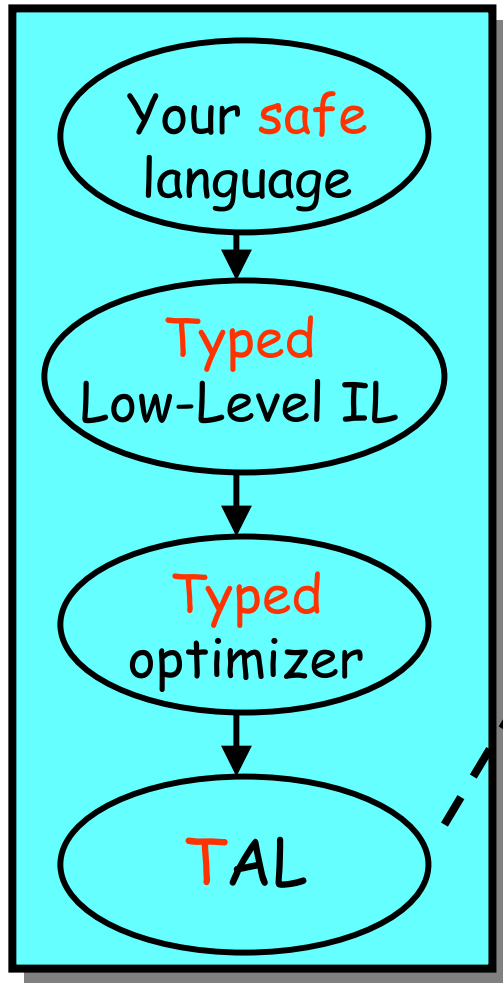 Your safe
language
Typed
Low-Level IL
Typed
optimizer
TAL